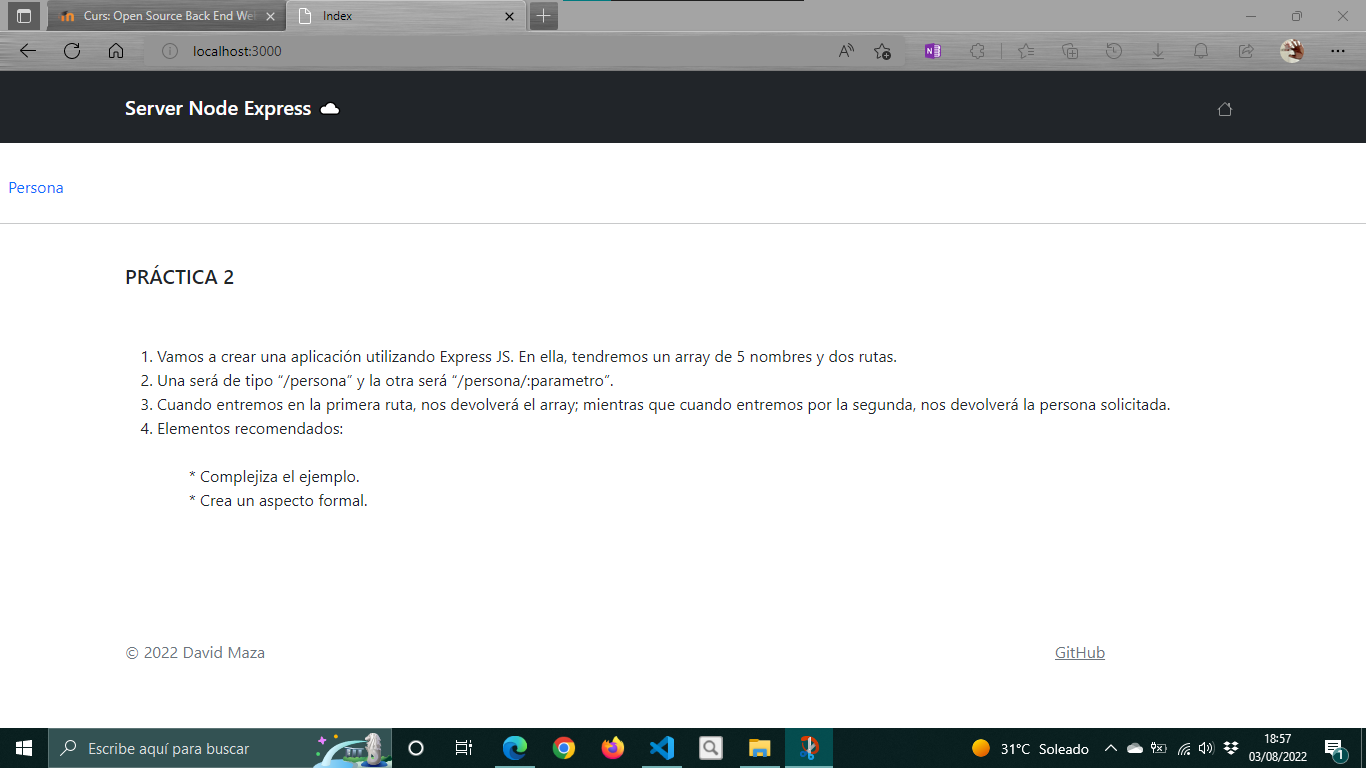 Curs: Open Source Back End We
Index
localhost:3000
Server Node Express
Persona
PRÁCTICA 2
1. Vamos a crear una aplicación utilizando Express JS. En ella, tendremos un array de 5 nombres y dos rutas.
2. Una será de tipo “/persona” y la otra será “/persona/:parametro”.
3. Cuando entremos en la primera ruta, nos devolverá el array; mientras que cuando entremos por la segunda, nos devolverá la persona solicitada.
4. Elementos recomendados:
* Complejiza el ejemplo.
* Crea un aspecto formal.
© 2022 David Maza
GitHub
Escribe aquí para buscar
31°C Soleado
18:57
03/08/2022
1